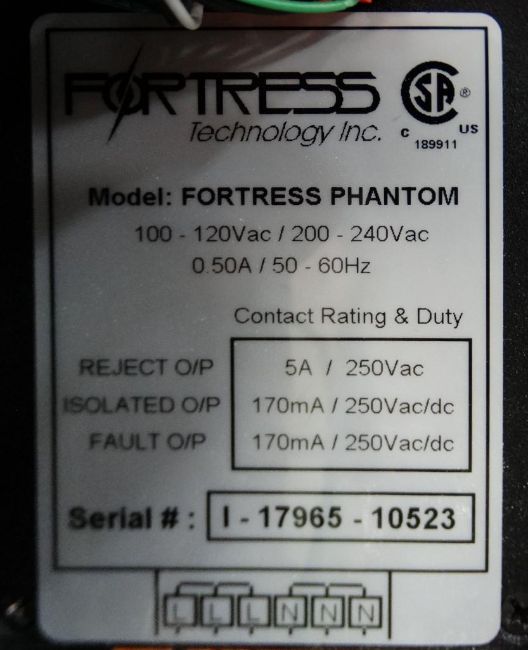 FORTRESS
Technology Inc.
SA ®
C US
189911
Model: FORTRESS PHANTOM
100 - 120Vac / 200 - 240Vac
0.50A / 50 - 60Hz
Contact Rating & Duty
REJECT O/P 5A / 250Vac
ISOLATED O/P 170mA / 250Vac/dc
FAULT O/P 170mA / 250Vac/dc
Serial # : I - 17965 - 10523
L L L N N N